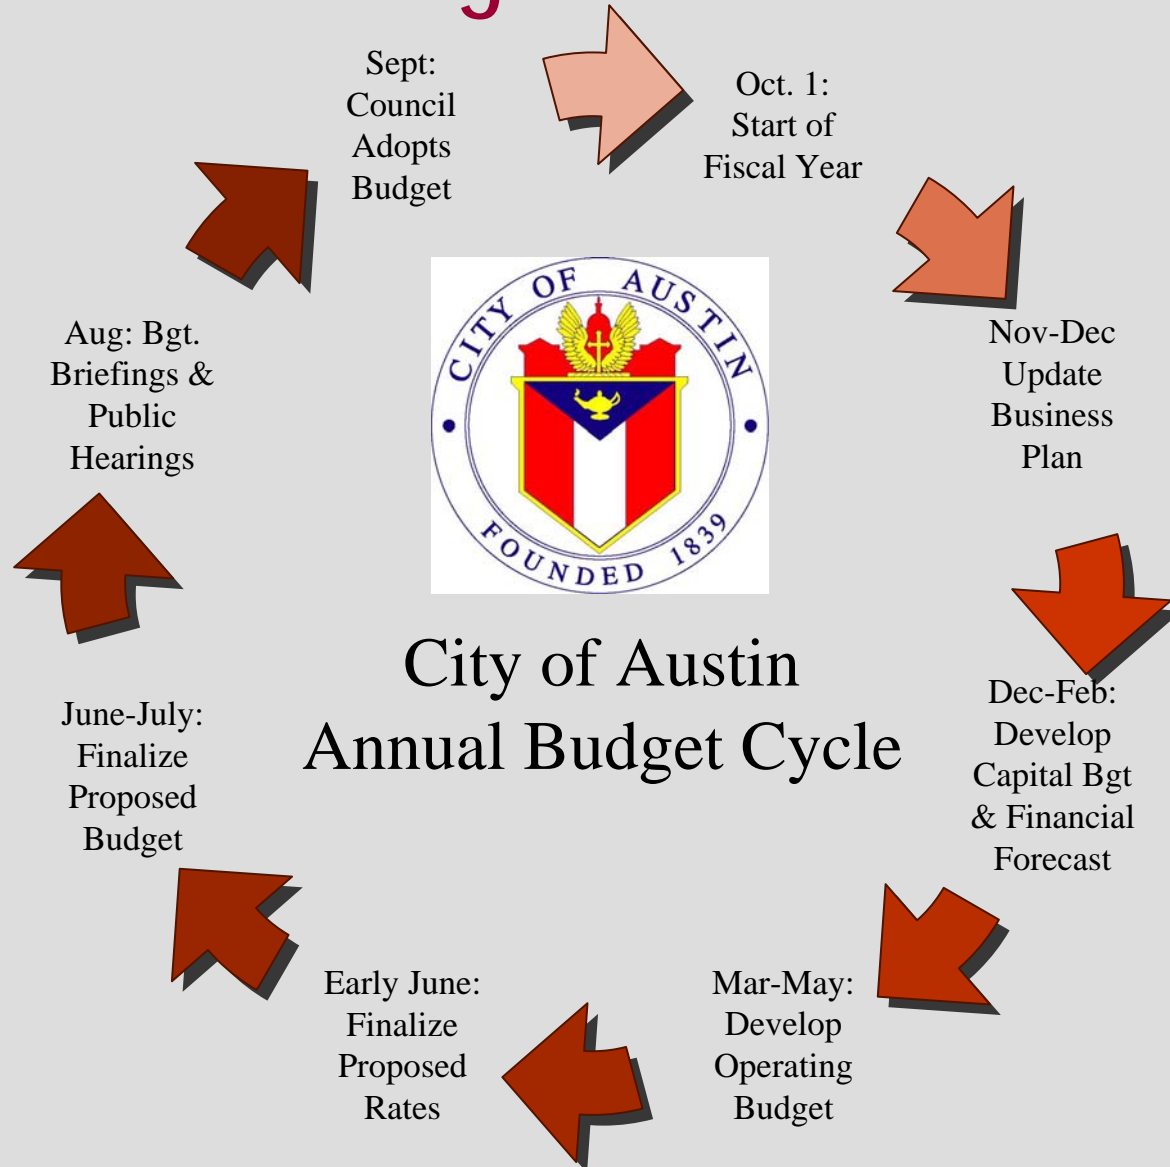 Sept:
Council
Adopts
Budget
Oct. 1:
Start of
Fiscal Year
Nov-Dec
Update
Business
Plan
Dec-Feb:
Develop
Capital Bgt
& Financial
Forecast
Mar-May:
Develop
Operating
Budget
Early June:
Finalize
Proposed
Rates
June-July:
Finalize
Proposed
Budget
Aug: Bgt.
Briefings &
Public
Hearings
CITY OF AUSTIN
FOUNDED 1839
City of Austin
Annual Budget Cycle